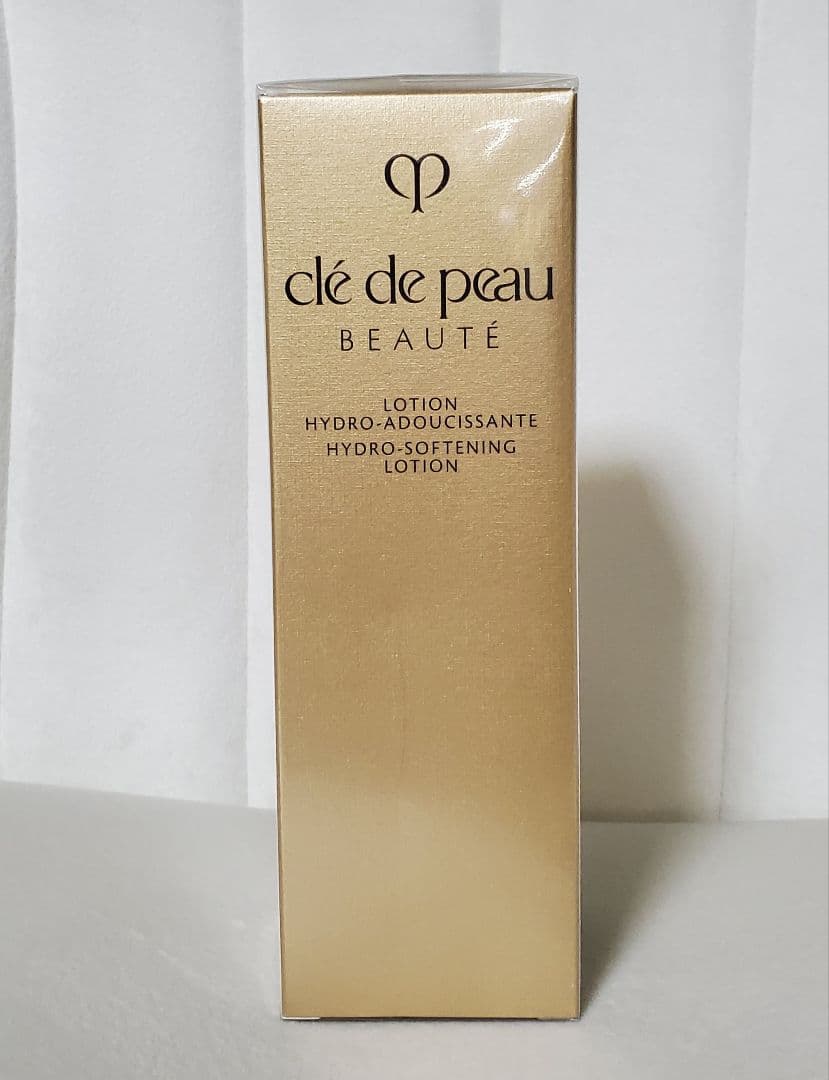 clé de peau
BEAUTÉ
LOTION
HYDRO-ADOUCISSANTE
HYDRO-SOFTENING
LOTION